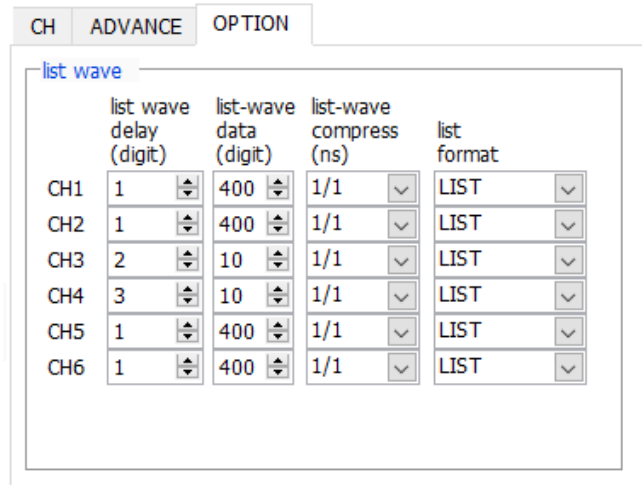 CH ADVANCE OPTION
list wave
list wave list-wave list-wave
delay data compress list
(digit) (digit) (ns) format
CH1 1 400 1/1 LIST
CH2 1 400 1/1 LIST
CH3 2 10 1/1 LIST
CH4 3 10 1/1 LIST
CH5 1 400 1/1 LIST
CH6 1 400 1/1 LIST